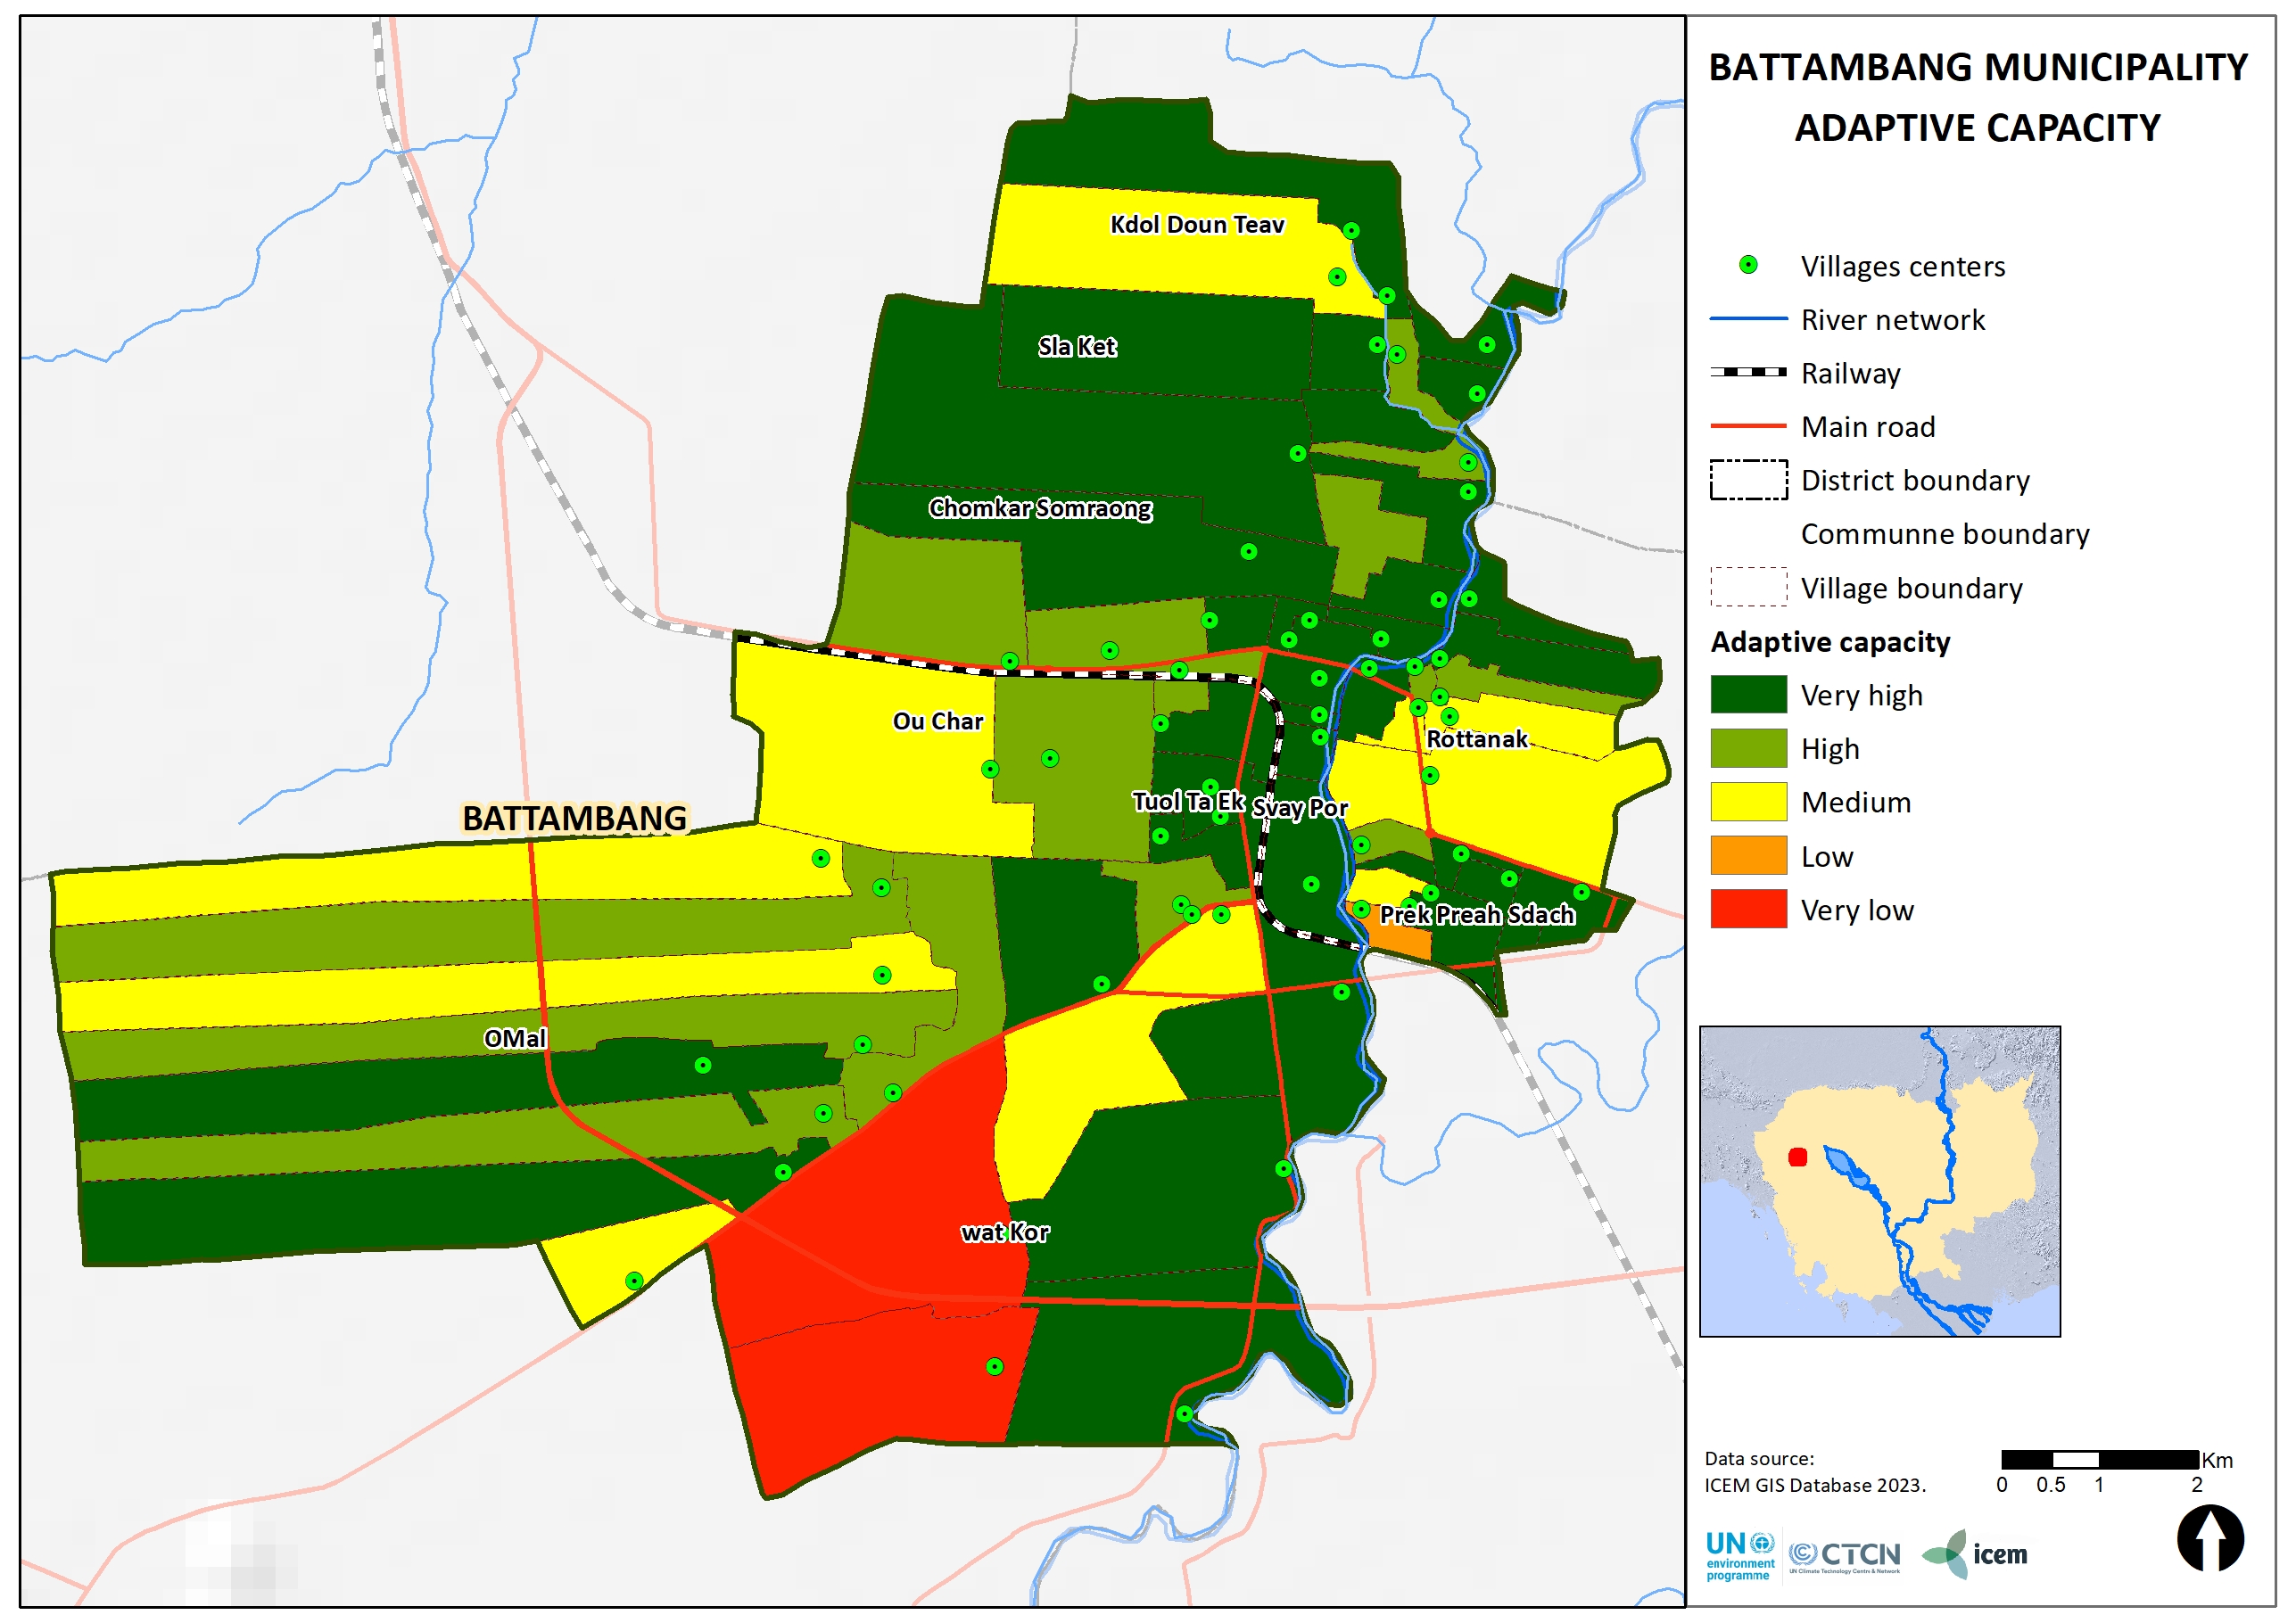 BATTAMBANG MUNICIPALITY
ADAPTIVE CAPACITY
Kdol Doun Teav
Sla Ket
Chomkar Somraong
Ou Char
Rottanak
Tuol Ta Ek
Svay Por
BATTAMBANG
Prek Preah Sdach
OMal
wat Kor
Villages centers
River network
Railway
Main road
District boundary
Communne boundary
Village boundary
Adaptive capacity
Very high
High
Medium
Low
Very low
Data source:
ICEM GIS Database 2023.
Km
0 0.5 1 2
UN
environment
programme
CTCN
UN Climate Technology Centre & Network
icem